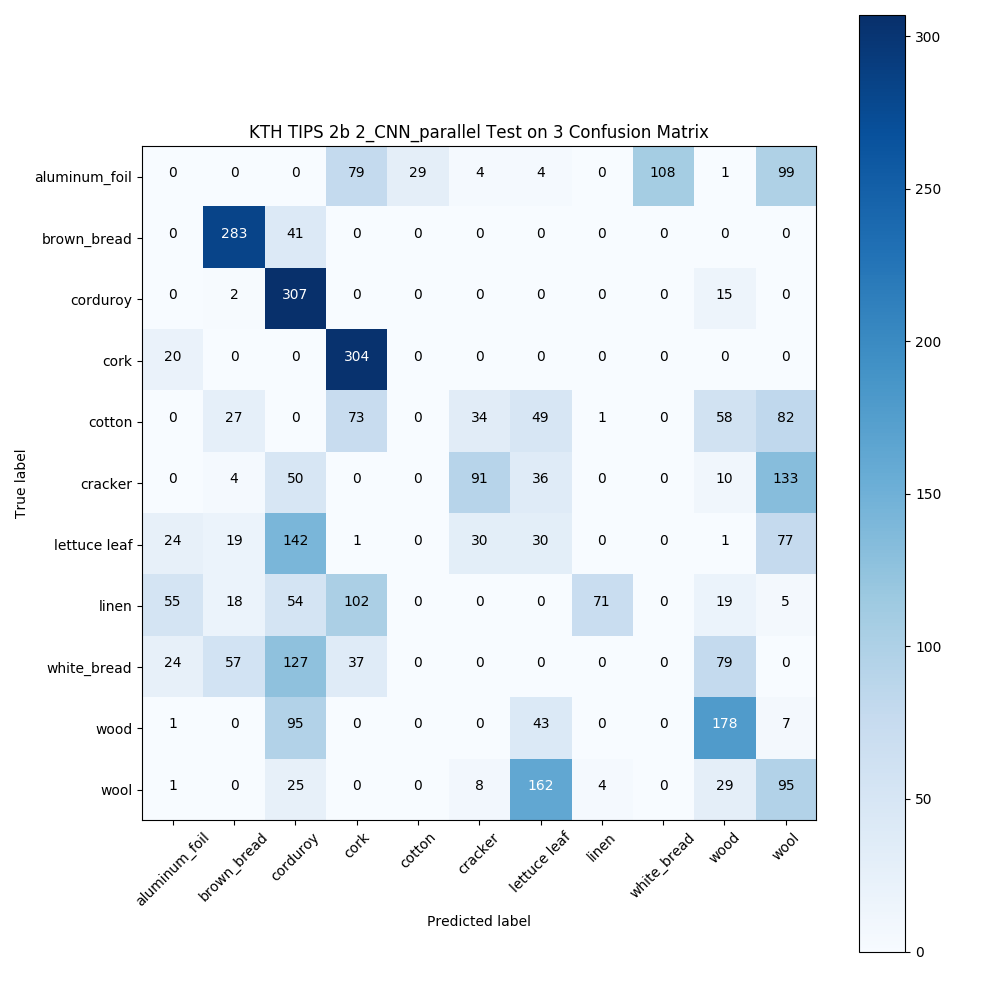 KTH TIPS 2b 2_CNN_parallel Test on 3 Confusion Matrix
aluminum_foil 0 0 0 79 29 4 4 0 108 1 99
brown_bread 0 283 41 0 0 0 0 0 0 0 0
corduroy 0 2 307 0 0 0 0 0 0 15 0
cork 20 0 0 304 0 0 0 0 0 0 0
cotton 0 27 0 73 0 34 49 1 0 58 82
cracker 0 4 50 0 0 91 36 0 0 10 133
lettuce leaf 24 19 142 1 0 30 30 0 0 1 77
linen 55 18 54 102 0 0 0 71 0 19 5
white_bread 24 57 127 37 0 0 0 0 0 79 0
wood 1 0 95 0 0 0 43 0 0 178 7
wool 1 0 25 0 0 8 162 4 0 29 95
aluminum_foil brown_bread corduroy cork cotton cracker lettuce leaf linen white_bread wood wool
True label
Predicted label
300
250
200
150
100
50
0